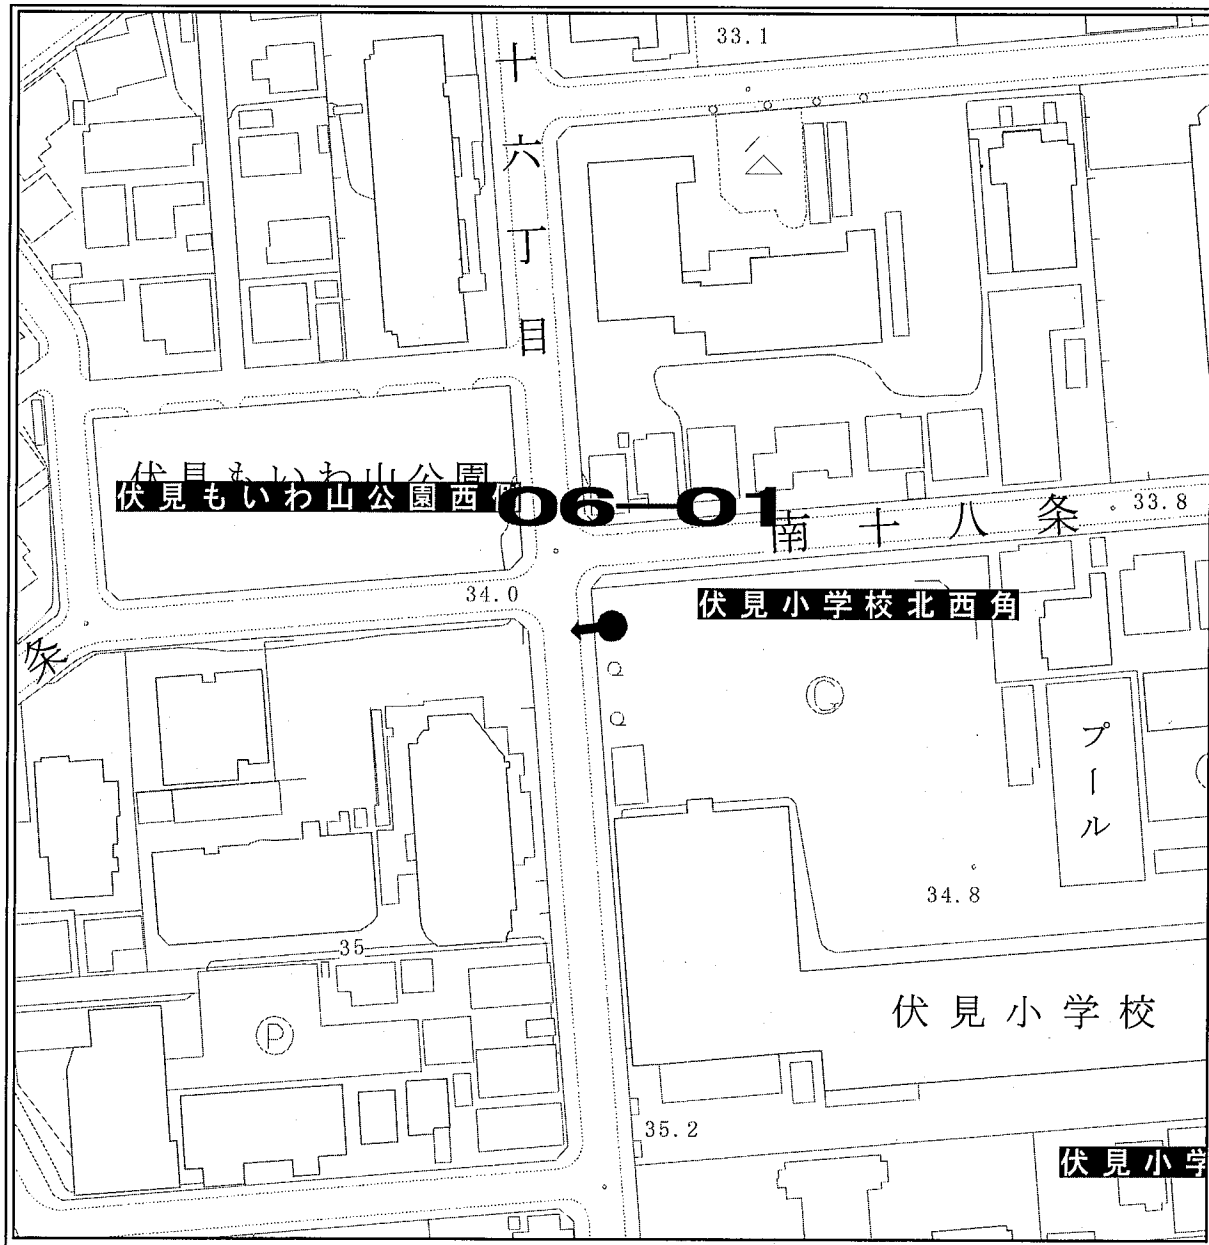 33.1
十六丁目
伏見もいわ山公園
伏見もいわ山公園西側
06-01
南十八条
33.8
34.0
伏見小学校北西角
条
G
プール
34.8
35
伏見小学校
P
35.2
伏見小学